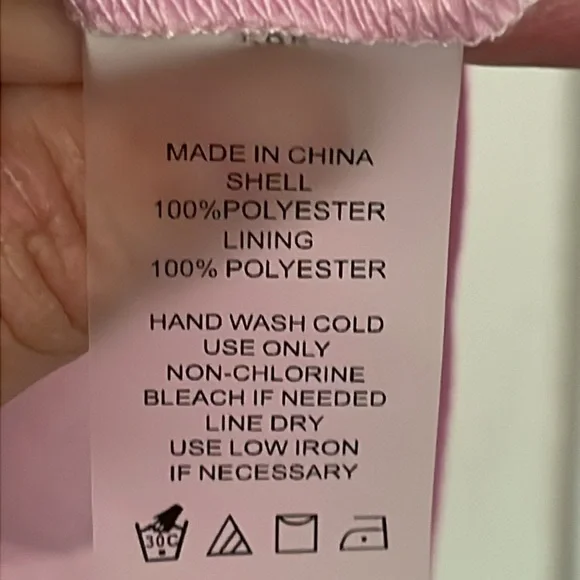 MADE IN CHINA
SHELL
100%POLYESTER
LINING
100% POLYESTER
HAND WASH COLD
USE ONLY
NON-CHLORINE
BLEACH IF NEEDED
LINE DRY
USE LOW IRON
IF NECESSARY
30C